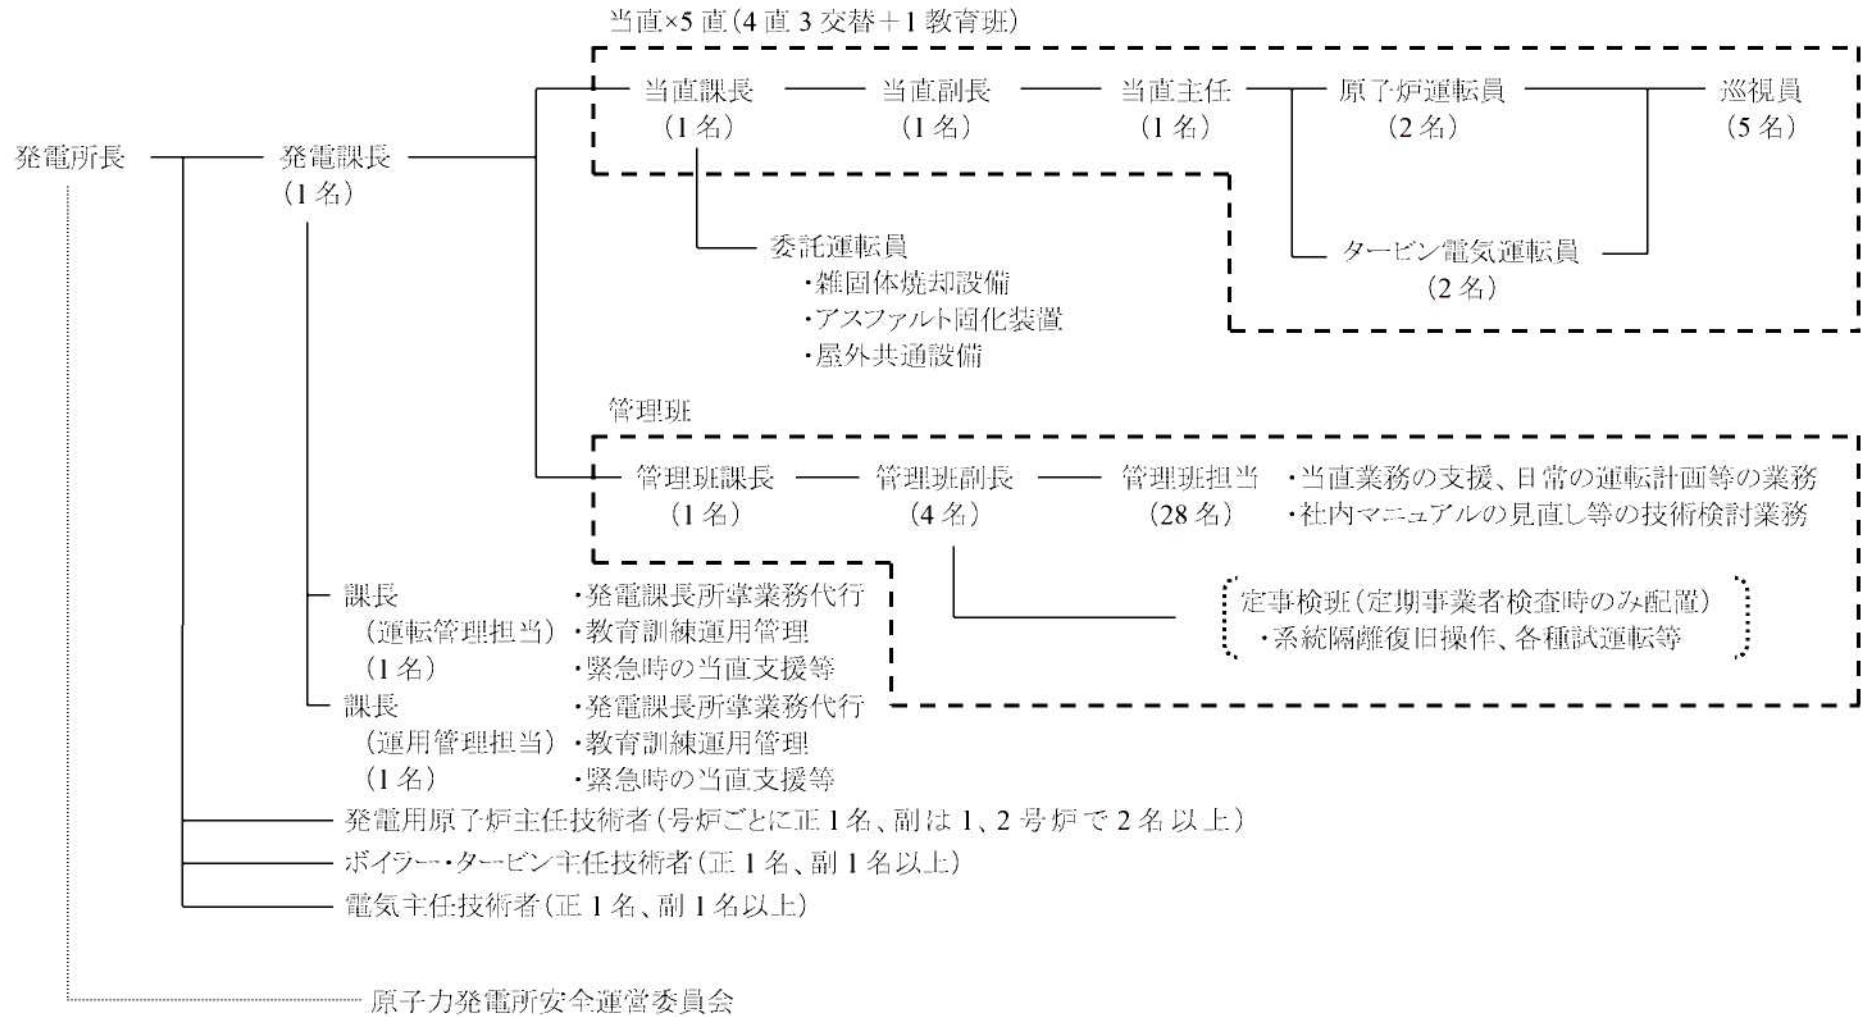 当直×5直(4直3交替+1教育班)
当直課長
(1名)
当直副長
(1名)
当直主任
(1名)
原子炉運転員
(2名)
巡視員
(5名)
発電所長
発電課長
(1名)
委託運転員
・雑固体焼却設備
・アスファルト固化装置
・屋外共通設備
タービン電気運転員
(2名)
管理班
管理班課長
(1名)
管理班副長
(4名)
管理班担当
(28名)
・当直業務の支援、日常の運転計画等の業務
・社内マニュアルの見直し等の技術検討業務
定事検班(定期事業者検査時のみ配置)
・系統隔離復旧操作、各種試運転等
課長
(運転管理担当)
(1名)
・発電課長所掌業務代行
・教育訓練運用管理
・緊急時の当直支援等
課長
(運用管理担当)
(1名)
・発電課長所掌業務代行
・教育訓練運用管理
・緊急時の当直支援等
発電用原子炉主任技術者(号炉ごとに正1名、副は1、2号炉で2名以上)
ボイラー・タービン主任技術者(正1名、副1名以上)
電気主任技術者(正1名、副1名以上)
原子力発電所安全運営委員会